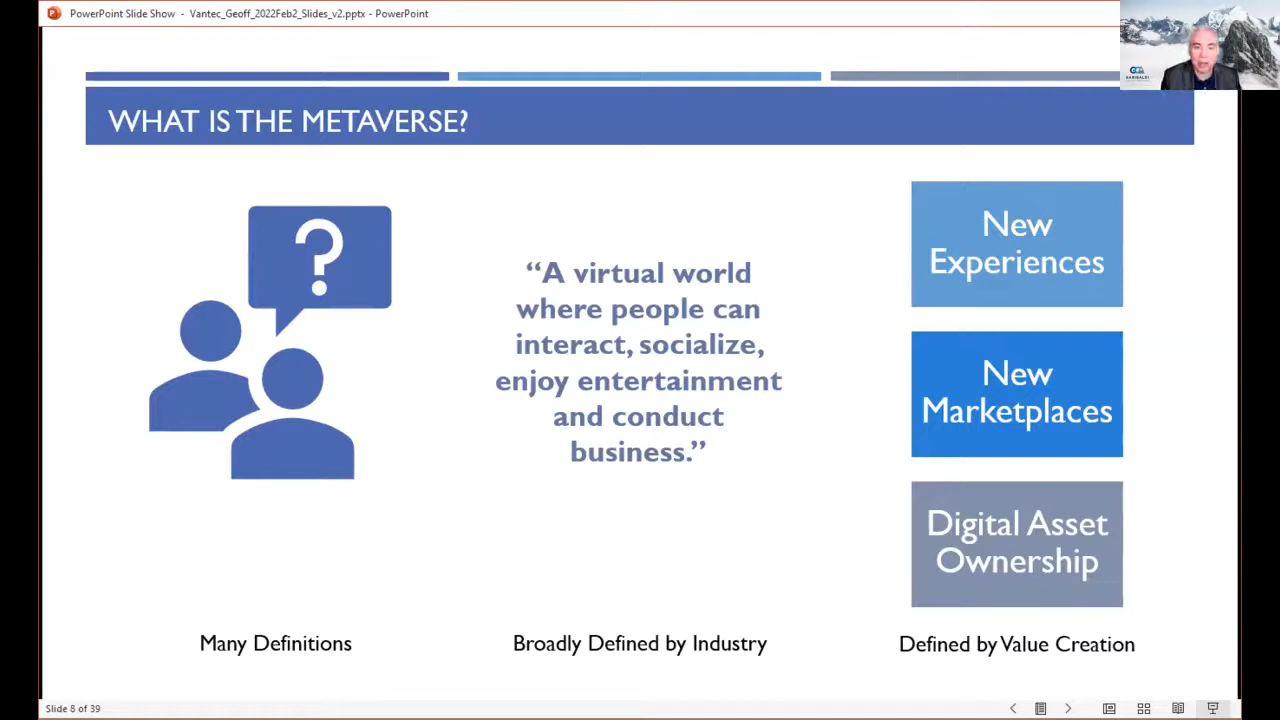 PowerPoint Slide Show - Vantec_Geoff_2022Feb2_Slides_v2.pptx - PowerPoint
WHAT IS THE METAVERSE?
?
“A virtual world
where people can
interact, socialize,
enjoy entertainment
and conduct
business.”
New
Experiences
New
Marketplaces
Digital Asset
Ownership
Many Definitions
Broadly Defined by Industry
Defined by Value Creation
Slide 8 of 39